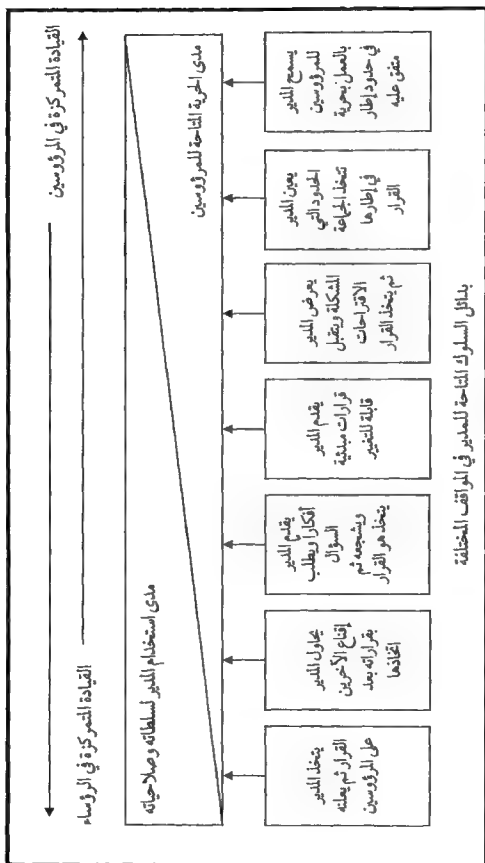 القيادة المتمركزة في المرؤوسين
القيادة المتمركزة في الرؤساء
مدى الحرية المتاحة للمرؤوسين
مدى استخدام المدير لسلطاته وصلاحياته
يسمح المدير
للمرؤوسين
بالعمل بحرية
في حدود إطار
متفق عليه
يعين المدير
الحدود التي
تتخذ الجماعة
في إطارها
القرار
يعرض المدير
المشكلة ويتقبل
الاقتراحات
ثم يتخذ القرار
يقدم المدير
قرارات مبدئية
قابلة للتغيير
يقدم المدير
أفكارا ويطلب
السؤال
ويشجعه ثم
يتخذ هو القرار
يحاول المدير
إقناع الآخرين
بقراراته بعد
اتخاذها
يتخذ المدير
القرار ثم يعلنه
على المرؤوسين
بدائل السلوك المتاحة للمدير في المواقف المختلفة